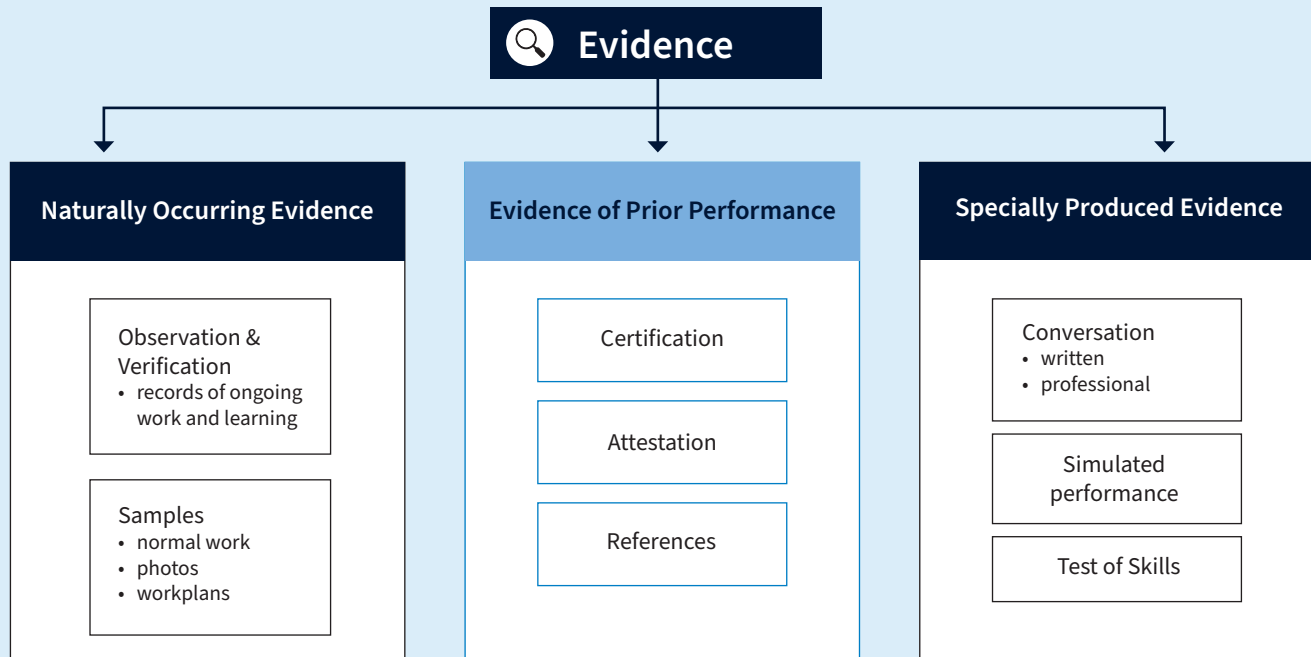 Evidence
Naturally Occurring Evidence
Observation &
Verification
• records of ongoing
work and learning
Samples
• normal work
• photos
• workplans
Evidence of Prior Performance
Certification
Attestation
References
Specially Produced Evidence
Conversation
• written
• professional
Simulated
performance
Test of Skills